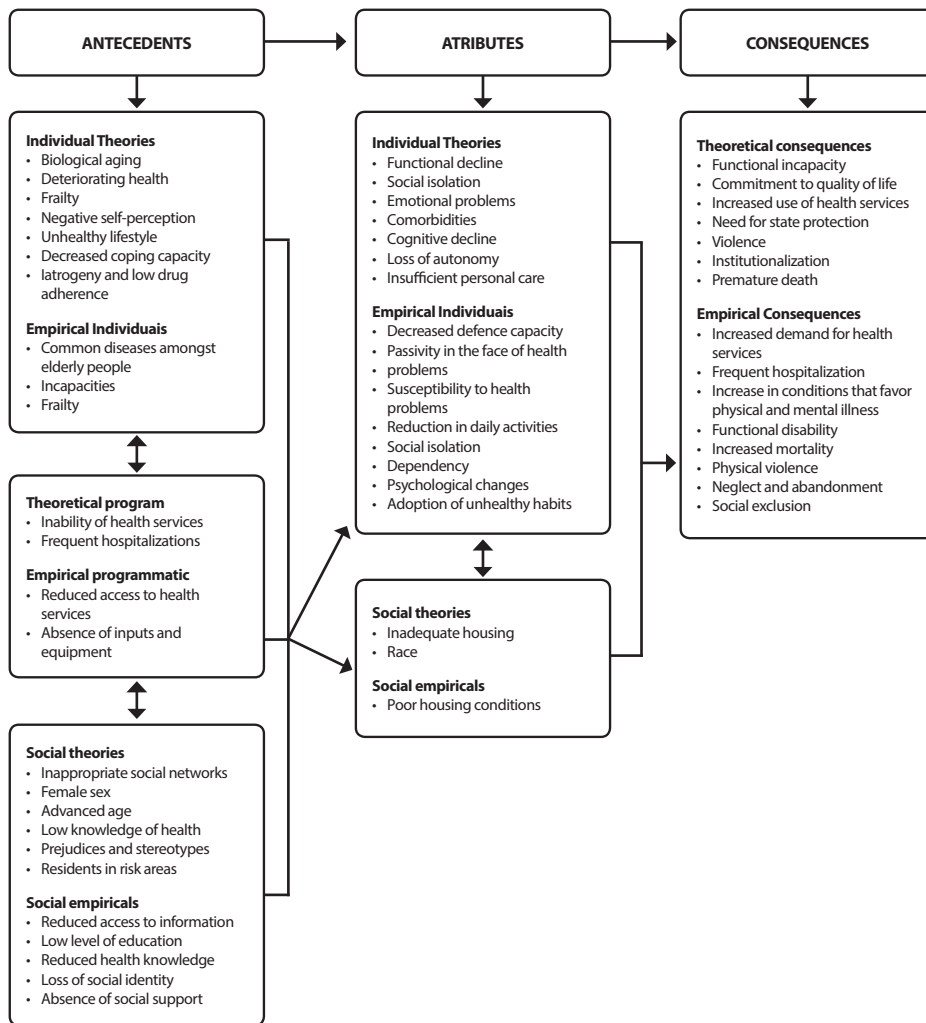 ANTECEDENTS
ATRIBUTES
CONSEQUENCES
Individual Theories
• Biological aging
• Deteriorating health
• Frailty
• Negative self-perception
• Unhealthy lifestyle
• Decreased coping capacity
• Iatrogeny and low drug
adherence
Empirical Individuais
• Common diseases amongst
elderly people
• Incapacities
• Frailty
Theoretical program
• Inability of health services
• Frequent hospitalizations
Empirical programmatic
• Reduced access to health
services
• Absence of inputs and
equipment
Social theories
• Inappropriate social networks
• Female sex
• Advanced age
• Low knowledge of health
• Prejudices and stereotypes
• Residents in risk areas
Social empiricals
• Reduced access to information
• Low level of education
• Reduced health knowledge
• Loss of social identity
• Absence of social support
Individual Theories
• Functional decline
• Social isolation
• Emotional problems
• Comorbidities
• Cognitive decline
• Loss of autonomy
• Insufficient personal care
Empirical Individuais
• Decreased defence capacity
• Passivity in the face of health
• problems
• Susceptibility to health
problems
• Reduction in daily activities
• Social isolation
• Dependency
• Psychological changes
• Adoption of unhealthy habits
Social theories
• Inadequate housing
• Race
Social empiricals
• Poor housing conditions
Theoretical consequences
• Functional incapacity
• Commitment to quality of life
• Increased use of health services
• Need for state protection
• Violence
• Institutionalization
• Premature death
Empirical Consequences
• Increased demand for health
services
• Frequent hospitalization
• Increase in conditions that favor
physical and mental illness
• Functional disability
• Increased mortality
• Physical violence
• Neglect and abandonment
• Social exclusion